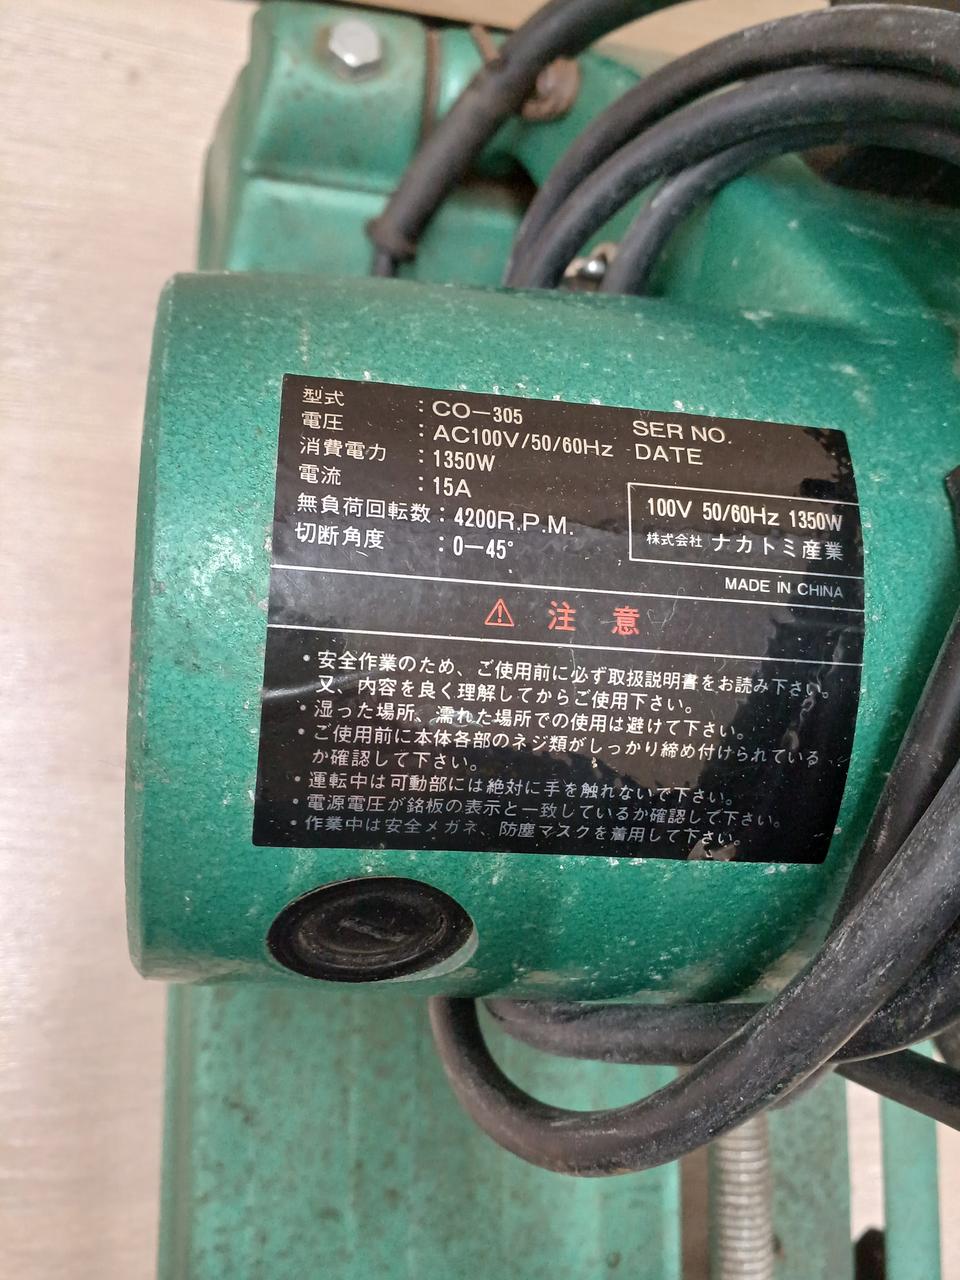 型式 : CO-305
電圧 : AC100V/50/60Hz
消費電力 : 1350W
電流 : 15A
無負荷回転数 : 4200R.P.M.
切断角度 : 0-45°
SER NO.
DATE
100V 50/60Hz 1350W
株式会社 ナカトミ産業
MADE IN CHINA
⚠ 注意
・安全作業のため、ご使用前に必ず取扱説明書をお読み下さい。
又、内容を良く理解してからご使用下さい。
・湿った場所、濡れた場所での使用は避けて下さい。
・ご使用前に本体各部のネジ類がしっかり締め付けられている
か確認して下さい。
・運転中は可動部には絶対に手を触れないで下さい。
・電源電圧が銘板の表示と一致しているか確認して下さい。
・作業中は安全メガネ、防塵マスクを着用して下さい。